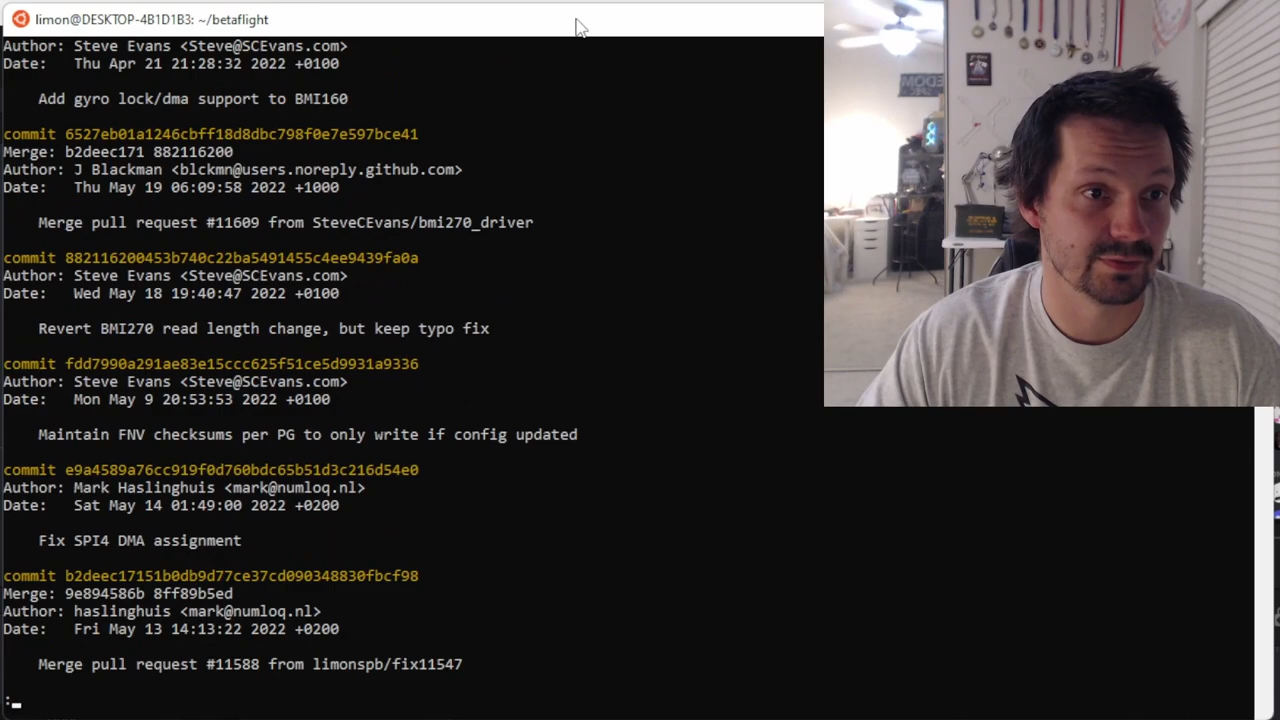 limon@DESKTOP-4B1D1B3: ~/betaflight
Author: Steve Evans <Steve@SCEvans.com>
Date:   Thu Apr 21 21:28:32 2022 +0100
Add gyro lock/dma support to BMI160
commit 6527eb01a1246cbff18d8dbc798f0e7e597bce41
Merge: b2deec171 882116200
Author: J Blackman <blckmn@users.noreply.github.com>
Date:   Thu May 19 06:09:58 2022 +1000
Merge pull request #11609 from SteveCEvans/bmi270_driver
commit 882116200453b740c22ba5491455c4ee9439fa0a
Author: Steve Evans <Steve@SCEvans.com>
Date:   Wed May 18 19:40:47 2022 +0100
Revert BMI270 read length change, but keep typo fix
commit fdd7990a291ae83e15ccc625f51ce5d9931a9336
Author: Steve Evans <Steve@SCEvans.com>
Date:   Mon May 9 20:53:53 2022 +0100
Maintain FNV checksums per PG to only write if config updated
commit e9a4589a76cc919f0d760bdc65b51d3c216d54e0
Author: Mark Haslinghuis <mark@numloq.nl>
Date:   Sat May 14 01:49:00 2022 +0200
Fix SPI4 DMA assignment
commit b2deec17151b0db9d77ce37cd090348830fbcf98
Merge: 9e894586b 8ff89b5ed
Author: haslinghuis <mark@numloq.nl>
Date:   Fri May 13 14:13:22 2022 +0200
Merge pull request #11588 from limonspb/fix11547
: